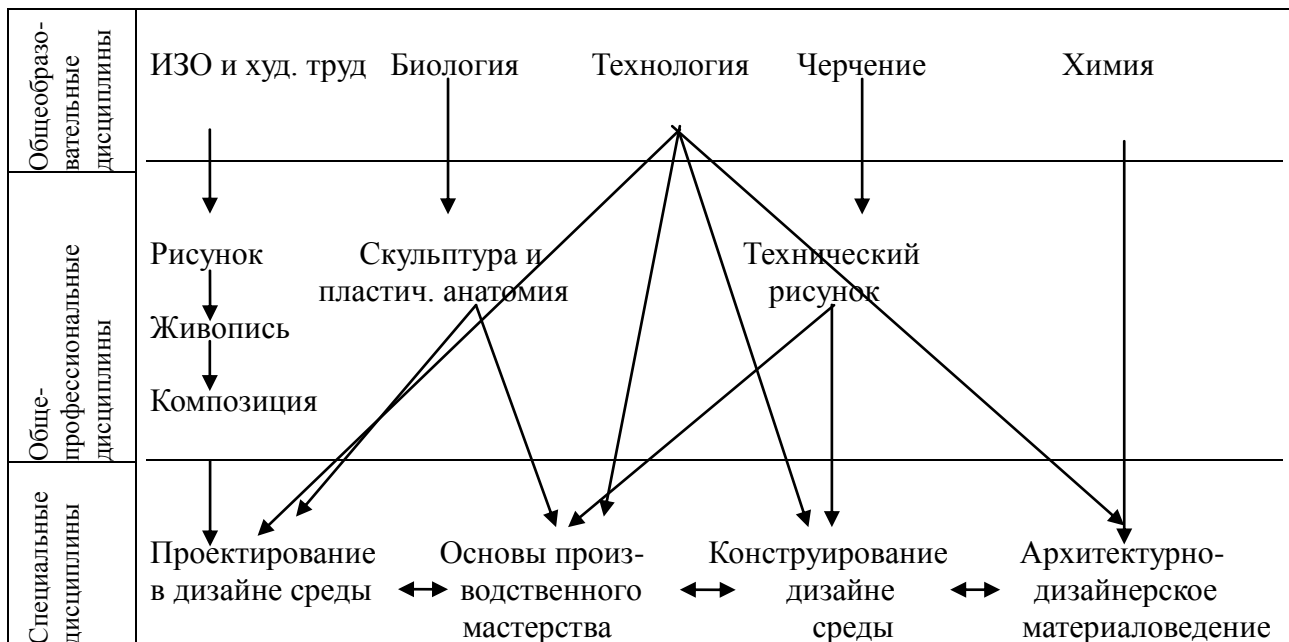 Общеобразо-
вательные
дисциплины
ИЗО и худ. труд Биология Технология Черчение Химия
Обще-
профессиональные
дисциплины
Рисунок Скульптура и Технический
пластич. анатомия рисунок
Живопись
Композиция
Специальные
дисциплины
Проектирование Основы произ- Конструирование Архитектурно-
в дизайне среды водственного дизайне дизайнерское
мастерства среды материаловедение